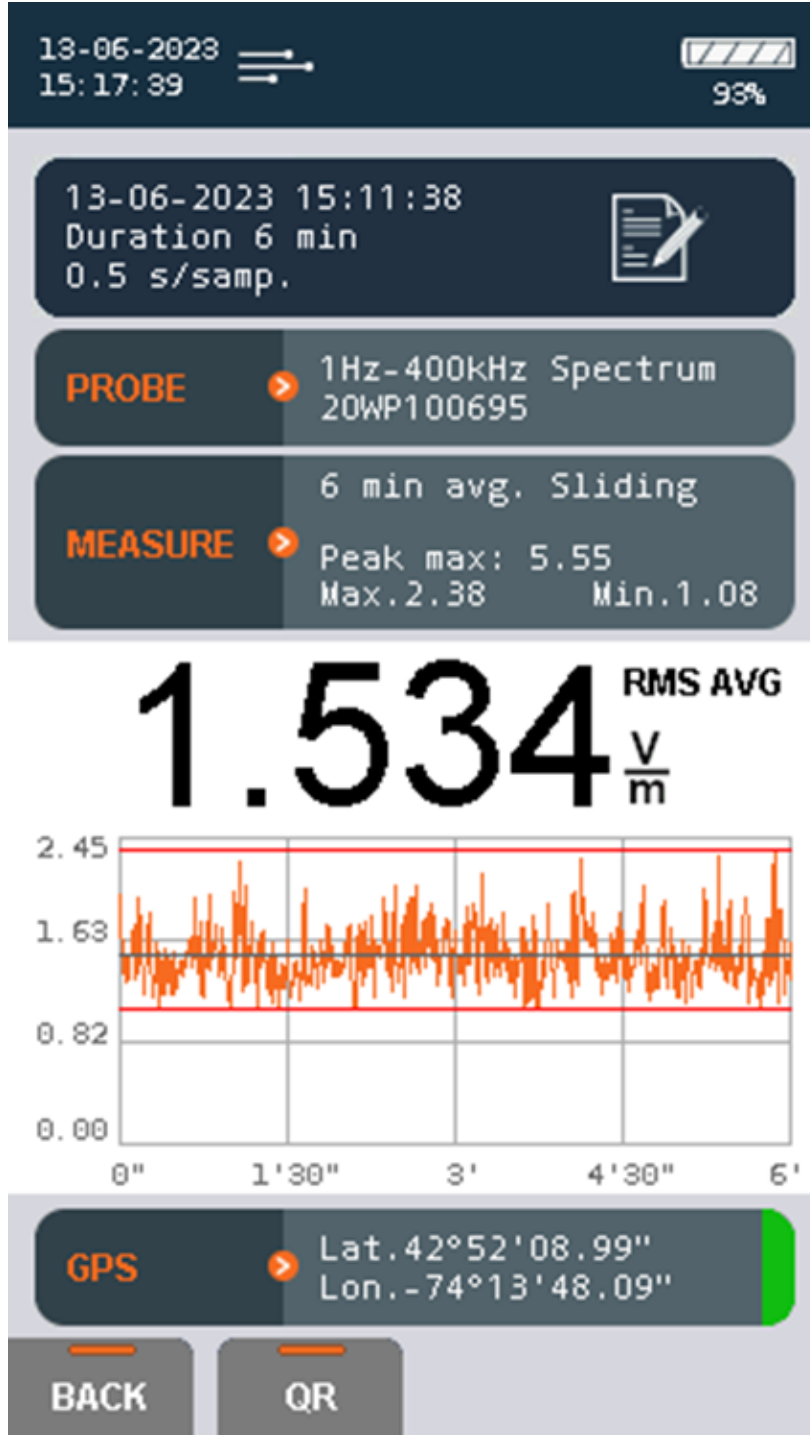 13-06-2023
15:17:39
93%
13-06-2023 15:11:38
Duration 6 min
0.5 s/samp.
PROBE
1Hz-400kHz Spectrum
20WP100695
MEASURE
6 min avg. Sliding
Peak max: 5.55
Max.2.38 Min.1.08
1.534 RMS AVG
V
m
2.45
1.63
0.82
0.00
0" 1'30" 3' 4'30" 6'
GPS
Lat.42°52'08.99"
Lon.-74°13'48.09"
BACK QR